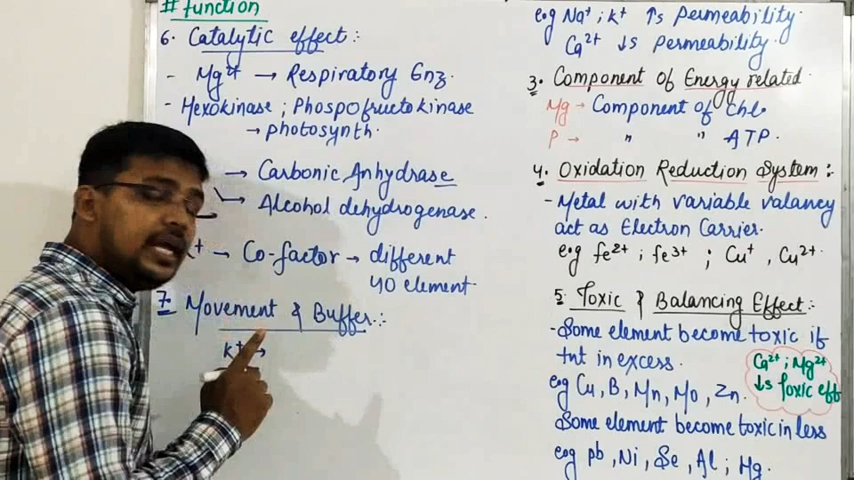 # function
6. Catalytic effect :-
- Mg2+ → Respiratory Enz.
- Hexokinase ; Phospofructokinase
→ photosynth.
→ Carbonic Anhydrase
→ Alcohol dehydrogenase.
+ → Co-factor → different
40 element.
7. Movement & Buffer :-
K+ →
e.g Na+ ; K+ ↑s Permeability.
Ca2+ ↓s Permeability.
3. Component of Energy related.
Mg → Component of Chl.
P → " " ATP.
4. Oxidation Reduction System :-
- Metal with variable valancy
act as Electron Carrier.
e.g fe2+ ; fe3+ ; Cu+ , Cu2+.
5. Toxic & Balancing Effect :-
- Some element become toxic if
tnt in excess.
Ca2+ ; Mg2+
↓s Toxic eff
e.g Cu, B, Mn, Mo, Zn.
Some element become toxic in less
e.g pb, Ni, Se, Al ; Hg.